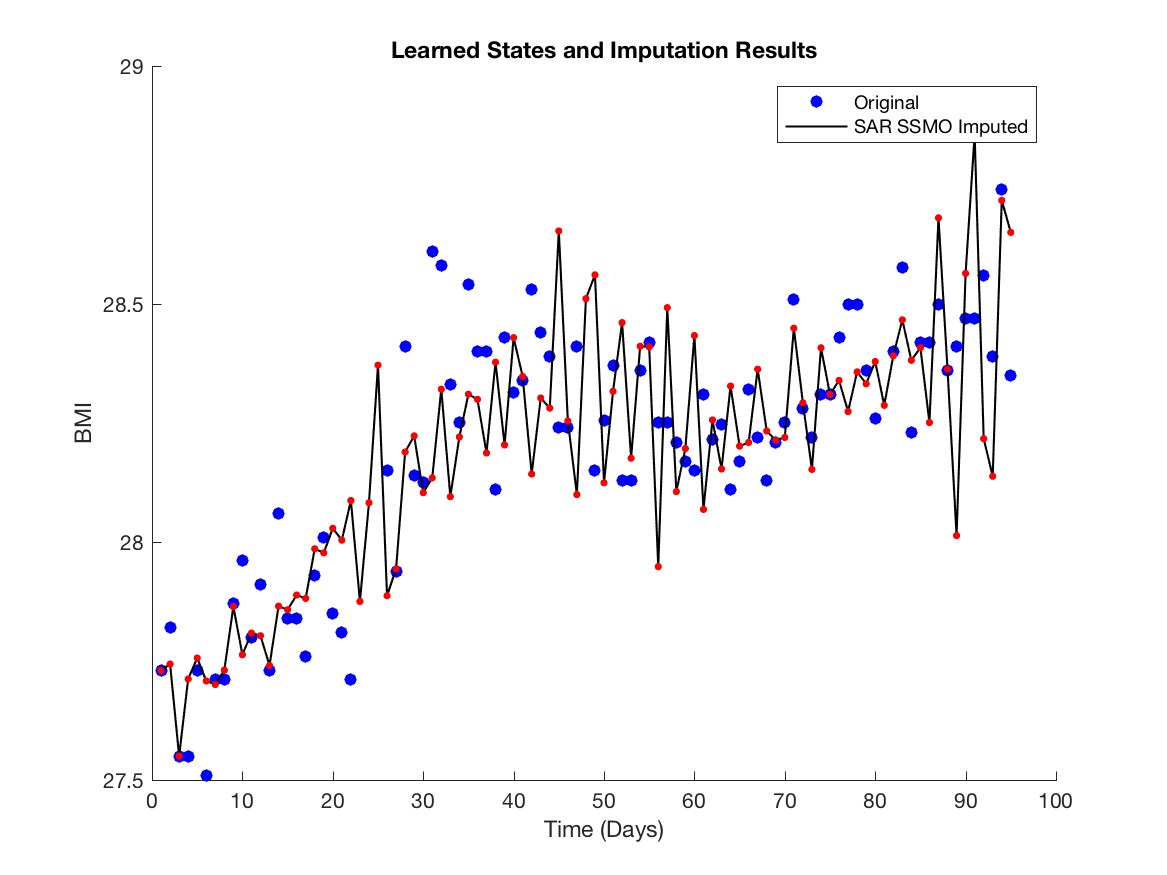 Learned States and Imputation Results
29
28.5
28
27.5
BMI
Original
SAR SSMO Imputed
0 10 20 30 40 50 60 70 80 90 100
Time (Days)